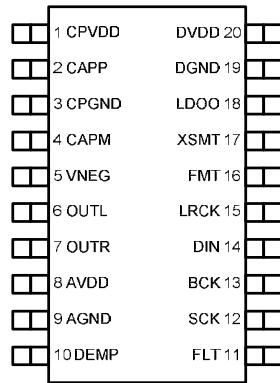 1 CPVDD DVDD 20
2 CAPP DGND 19
3 CPGND LDOO 18
4 CAPM XSMT 17
5 VNEG FMT 16
6 OUTL LRCK 15
7 OUTR DIN 14
8 AVDD BCK 13
9 AGND SCK 12
10 DEMP FLT 11